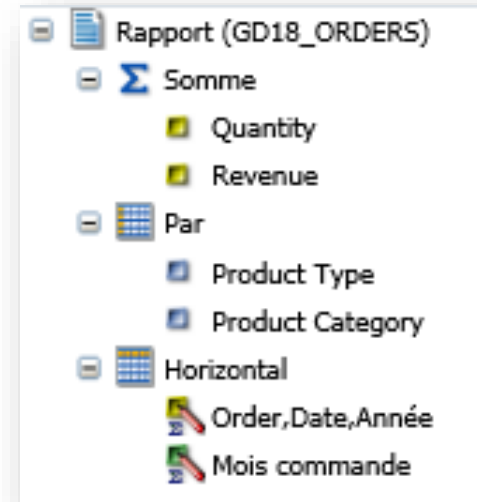 Rapport (GD18_ORDERS)
Somme
Quantity
Revenue
Par
Product Type
Product Category
Horizontal
Order,Date,Année
Mois commande